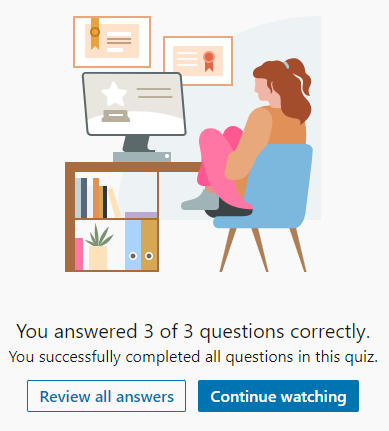 You answered 3 of 3 questions correctly.
You successfully completed all questions in this quiz.
Review all answers
Continue watching